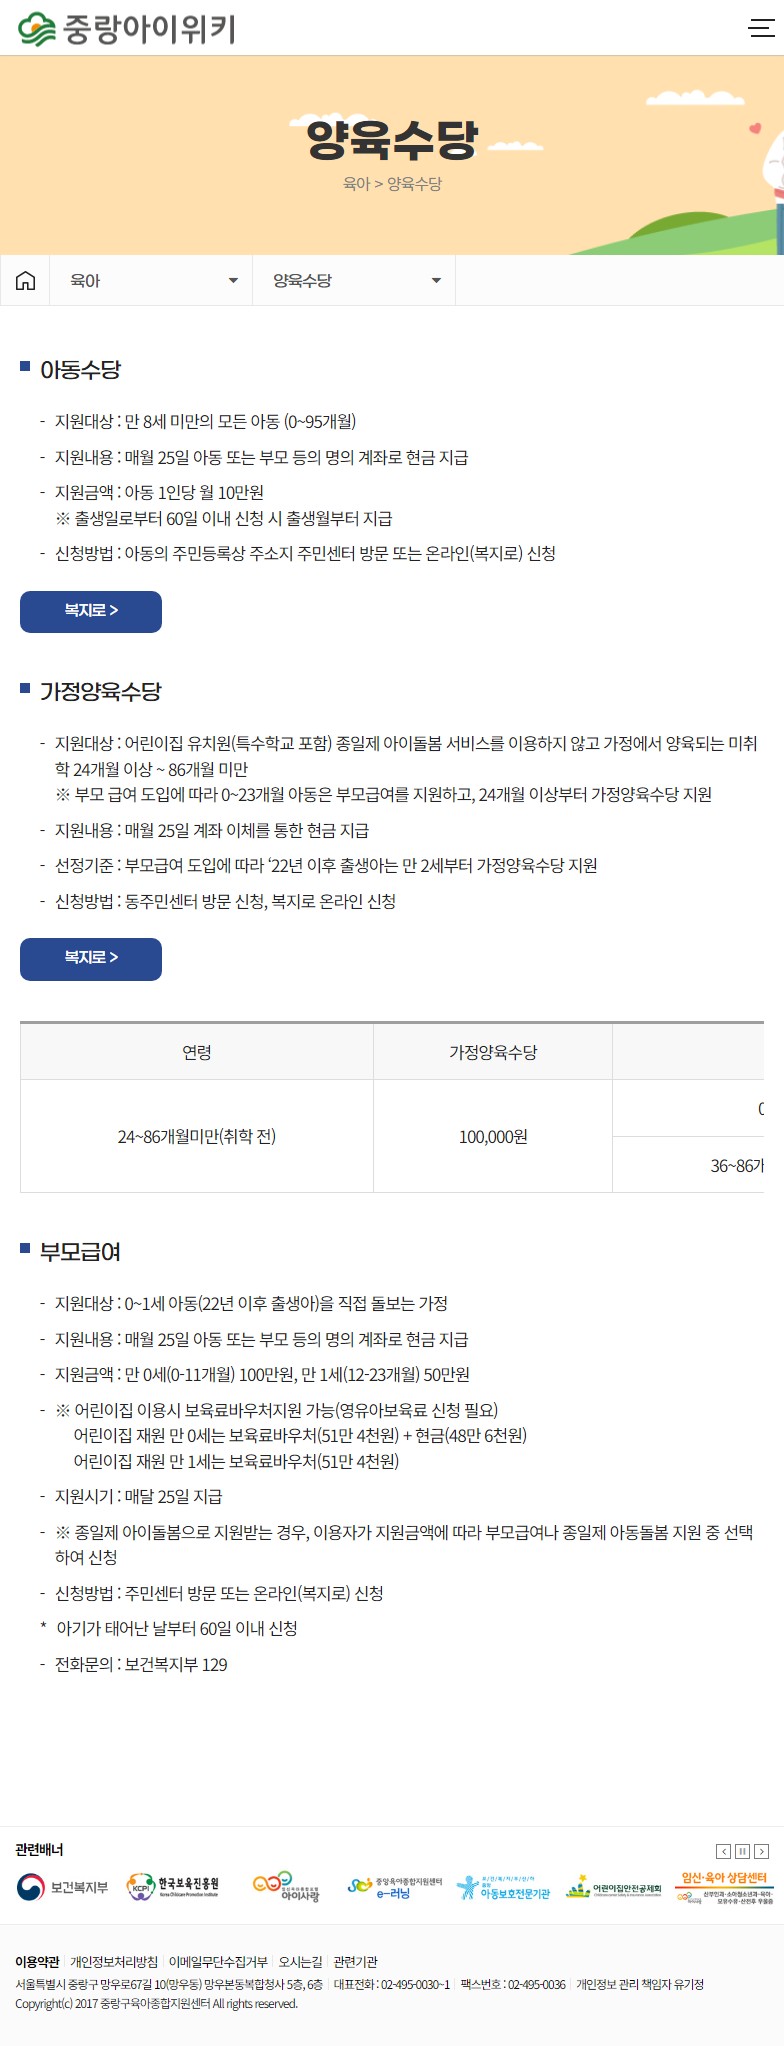 중랑아이위키
양육수당
육아 > 양육수당
육아
양육수당
아동수당
- 지원대상 : 만 8세 미만의 모든 아동 (0~95개월)
- 지원내용 : 매월 25일 아동 또는 부모 등의 명의 계좌로 현금 지급
- 지원금액 : 아동 1인당 월 10만원
※ 출생일로부터 60일 이내 신청 시 출생월부터 지급
- 신청방법 : 아동의 주민등록상 주소지 주민센터 방문 또는 온라인(복지로) 신청
복지로 >
가정양육수당
- 지원대상 : 어린이집 유치원(특수학교 포함) 종일제 아이돌봄 서비스를 이용하지 않고 가정에서 양육되는 미취
학 24개월 이상 ~ 86개월 미만
※ 부모 급여 도입에 따라 0~23개월 아동은 부모급여를 지원하고, 24개월 이상부터 가정양육수당 지원
- 지원내용 : 매월 25일 계좌 이체를 통한 현금 지급
- 선정기준 : 부모급여 도입에 따라 ‘22년 이후 출생아는 만 2세부터 가정양육수당 지원
- 신청방법 : 동주민센터 방문 신청, 복지로 온라인 신청
복지로 >
연령 가정양육수당
24~86개월미만(취학 전) 100,000원
36~86개
부모급여
- 지원대상 : 0~1세 아동(22년 이후 출생아)을 직접 돌보는 가정
- 지원내용 : 매월 25일 아동 또는 부모 등의 명의 계좌로 현금 지급
- 지원금액 : 만 0세(0-11개월) 100만원, 만 1세(12-23개월) 50만원
- ※ 어린이집 이용시 보육료바우처지원 가능(영유아보육료 신청 필요)
어린이집 재원 만 0세는 보육료바우처(51만 4천원) + 현금(48만 6천원)
어린이집 재원 만 1세는 보육료바우처(51만 4천원)
- 지원시기 : 매달 25일 지급
- ※ 종일제 아이돌봄으로 지원받는 경우, 이용자가 지원금액에 따라 부모급여나 종일제 아동돌봄 지원 중 선택
하여 신청
- 신청방법 : 주민센터 방문 또는 온라인(복지로) 신청
* 아기가 태어난 날부터 60일 이내 신청
- 전화문의 : 보건복지부 129
관련배너
보건복지부
KCPI 한국보육진흥원
아이사랑
중앙육아종합지원센터
e-러닝
아동보호전문기관
어린이집안전공제회
임신·육아 상담센터
산부인과·소아청소년과·육아·
모유수유·산전후 우울증
이용약관 개인정보처리방침 이메일무단수집거부 오시는길 관련기관
서울특별시 중랑구 망우로67길 10(망우동) 망우본동복합청사 5층, 6층 대표전화 : 02-495-0030~1 팩스번호 : 02-495-0036 개인정보 관리 책임자 유기정
Copyright(c) 2017 중랑구육아종합지원센터 All rights reserved.